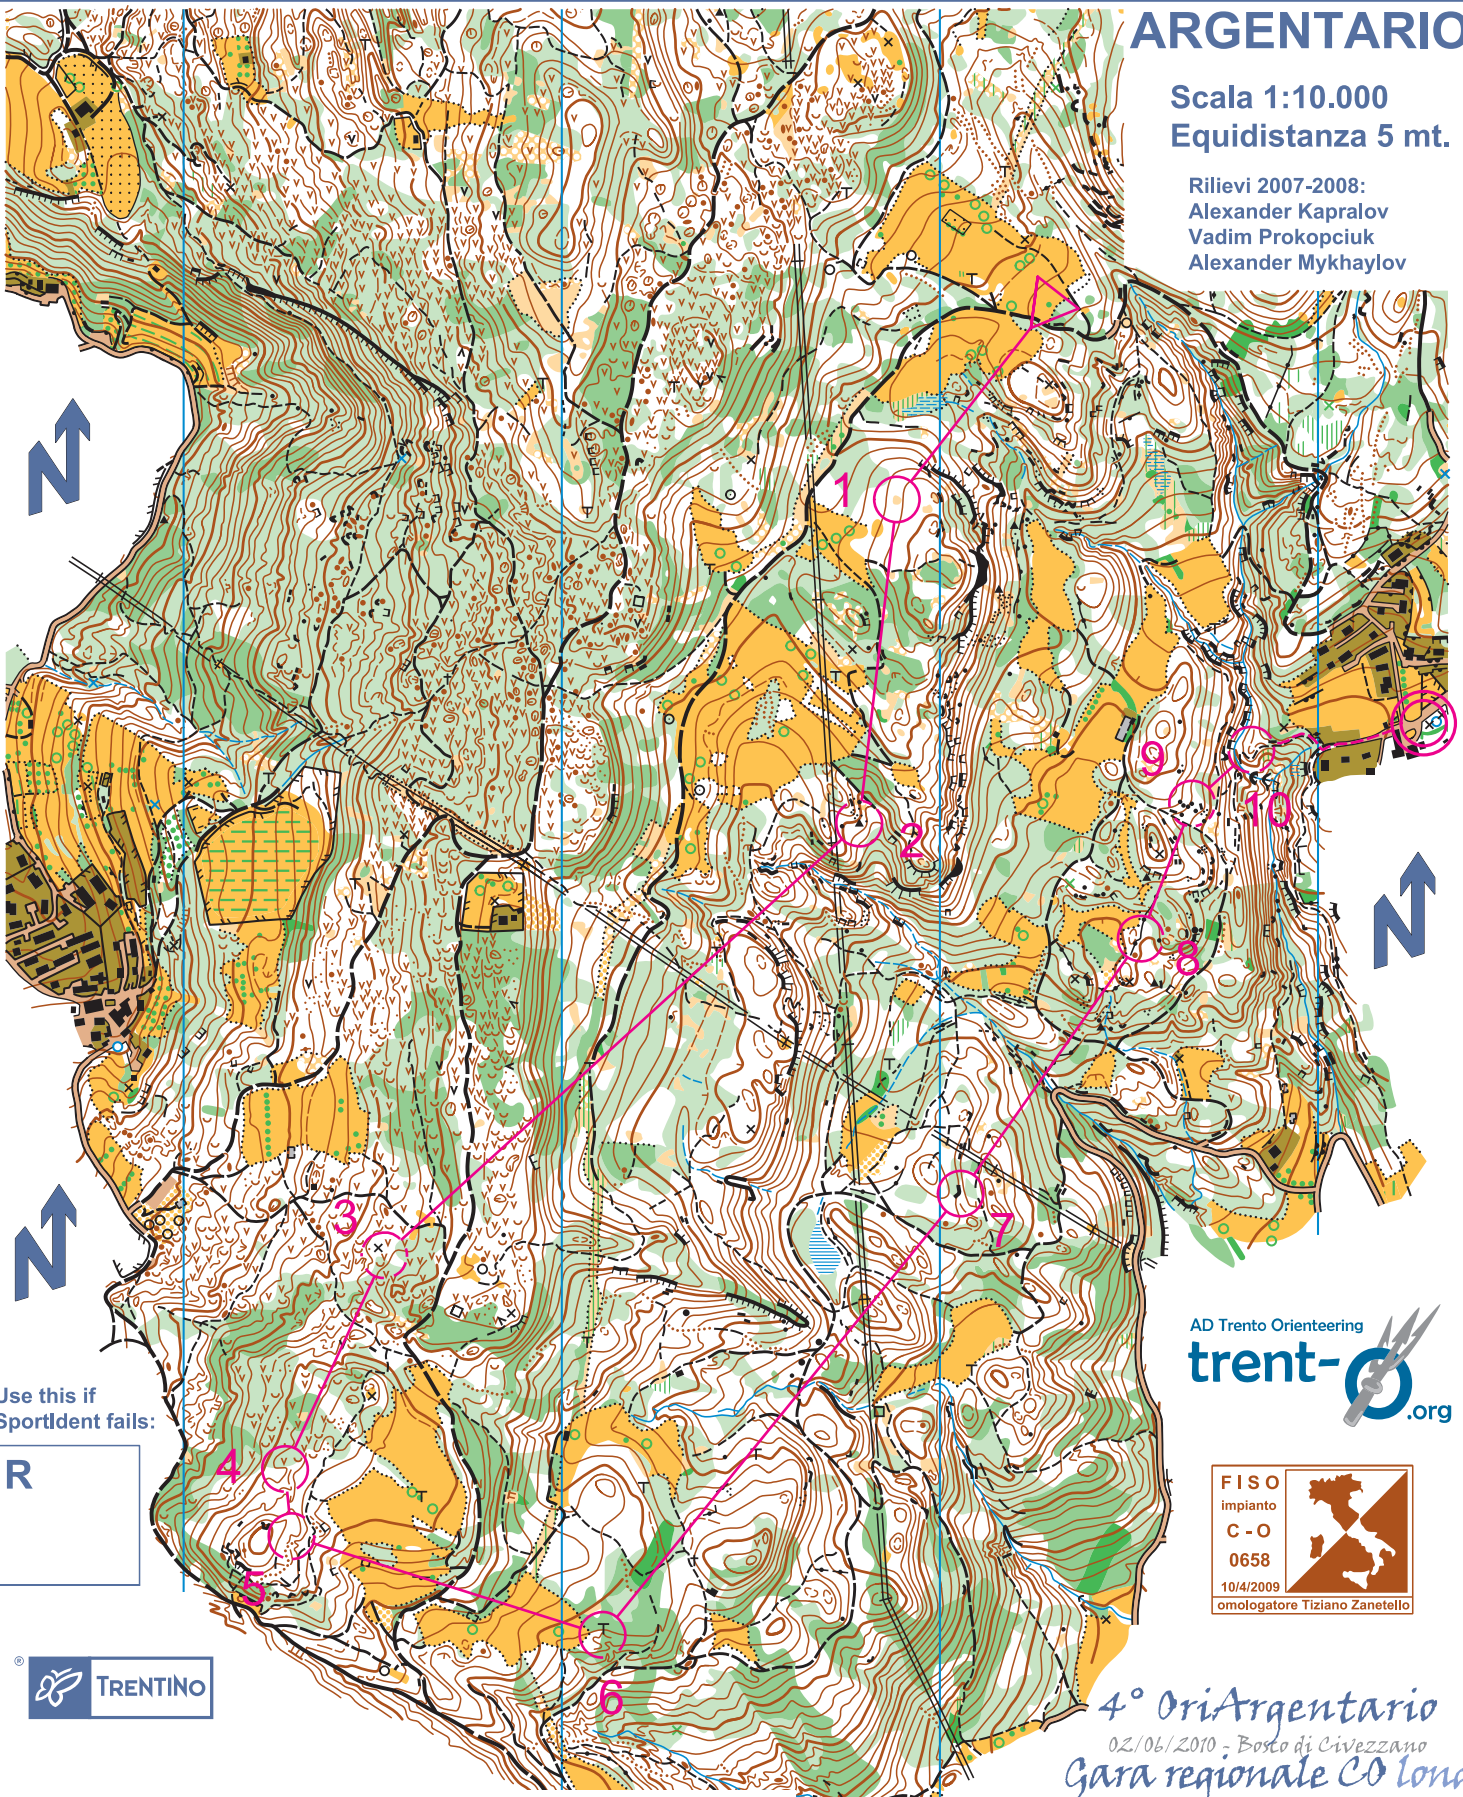 ARGENTARIO
Scala 1:10.000
Equidistanza 5 mt.
Rilievi 2007-2008:
Alexander Kapralov
Vadim Prokopciuk
Alexander Mykhaylov
N
1
9
10
2
8
N
3
7
N
AD Trento Orienteering
trent-O
.org
Use this if
SportIdent fails:
R
4
5
6
FISO
impianto
C-O
0658
10/4/2009
omologatore Tiziano Zanetello
® TRENTINO
4° OriArgentario
02/06/2010 - Bosco di Civezzano
Gara regionale CO long